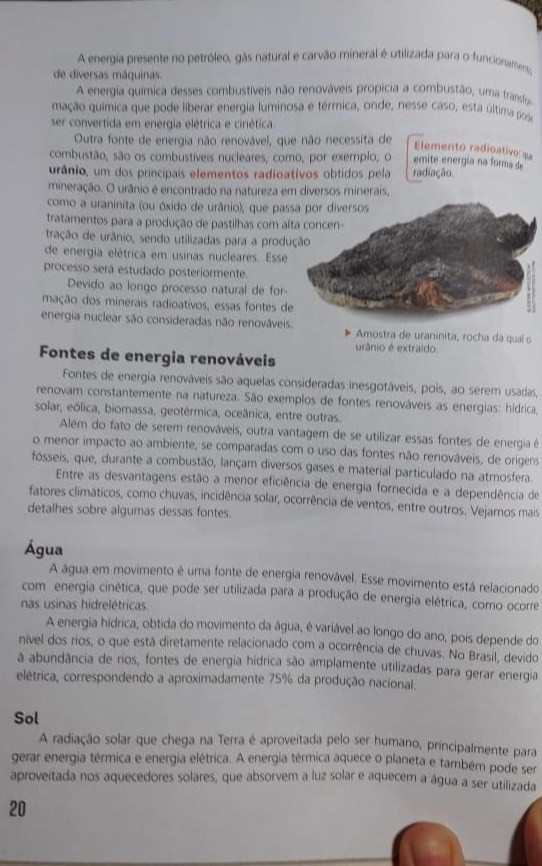 A energia presente no petróleo, gás natural e carvão mineral é utilizada para o funcionamento
de diversas máquinas.
A energia química desses combustíveis não renováveis propicia a combustão, uma transfor-
mação química que pode liberar energia luminosa e térmica, onde, nesse caso, esta última pode
ser convertida em energia elétrica e cinética.
Outra fonte de energia não renovável, que não necessita de
combustão, são os combustíveis nucleares, como, por exemplo, o
urânio, um dos principais elementos radioativos obtidos pela
mineração. O urânio é encontrado na natureza em diversos minerais,
como a uraninita (ou óxido de urânio), que passa por diversos
tratamentos para a produção de pastilhas com alta concen-
tração de urânio, sendo utilizadas para a produção
de energia elétrica em usinas nucleares. Esse
processo será estudado posteriormente.
Devido ao longo processo natural de for-
mação dos minerais radioativos, essas fontes de
energia nuclear são consideradas não renováveis.
Elemento radioativo: que
emite energia na forma de
radiação.
Amostra de uraninita, rocha da qual o
urânio é extraído.
Fontes de energia renováveis
Fontes de energia renováveis são aquelas consideradas inesgotáveis, pois, ao serem usadas,
renovam constantemente na natureza. São exemplos de fontes renováveis as energias: hídrica,
solar, eólica, biomassa, geotérmica, oceânica, entre outras.
Além do fato de serem renováveis, outra vantagem de se utilizar essas fontes de energia é
o menor impacto ao ambiente, se comparadas com o uso das fontes não renováveis, de origens
fósseis, que, durante a combustão, lançam diversos gases e material particulado na atmosfera.
Entre as desvantagens estão a menor eficiência de energia fornecida e a dependência de
fatores climáticos, como chuvas, incidência solar, ocorrência de ventos, entre outros. Vejamos mais
detalhes sobre algumas dessas fontes.
Água
A água em movimento é uma fonte de energia renovável. Esse movimento está relacionado
com energia cinética, que pode ser utilizada para a produção de energia elétrica, como ocorre
nas usinas hidrelétricas.
A energia hídrica, obtida do movimento da água, é variável ao longo do ano, pois depende do
nível dos rios, o que está diretamente relacionado com a ocorrência de chuvas. No Brasil, devido
à abundância de rios, fontes de energia hídrica são amplamente utilizadas para gerar energia
elétrica, correspondendo a aproximadamente 75% da produção nacional.
Sol
A radiação solar que chega na Terra é aproveitada pelo ser humano, principalmente para
gerar energia térmica e energia elétrica. A energia térmica aquece o planeta e também pode ser
aproveitada nos aquecedores solares, que absorvem a luz solar e aquecem a água a ser utilizada
20